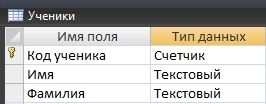 Ученики
Имя поля Тип данных
Код ученика Счетчик
Имя Текстовый
Фамилия Текстовый